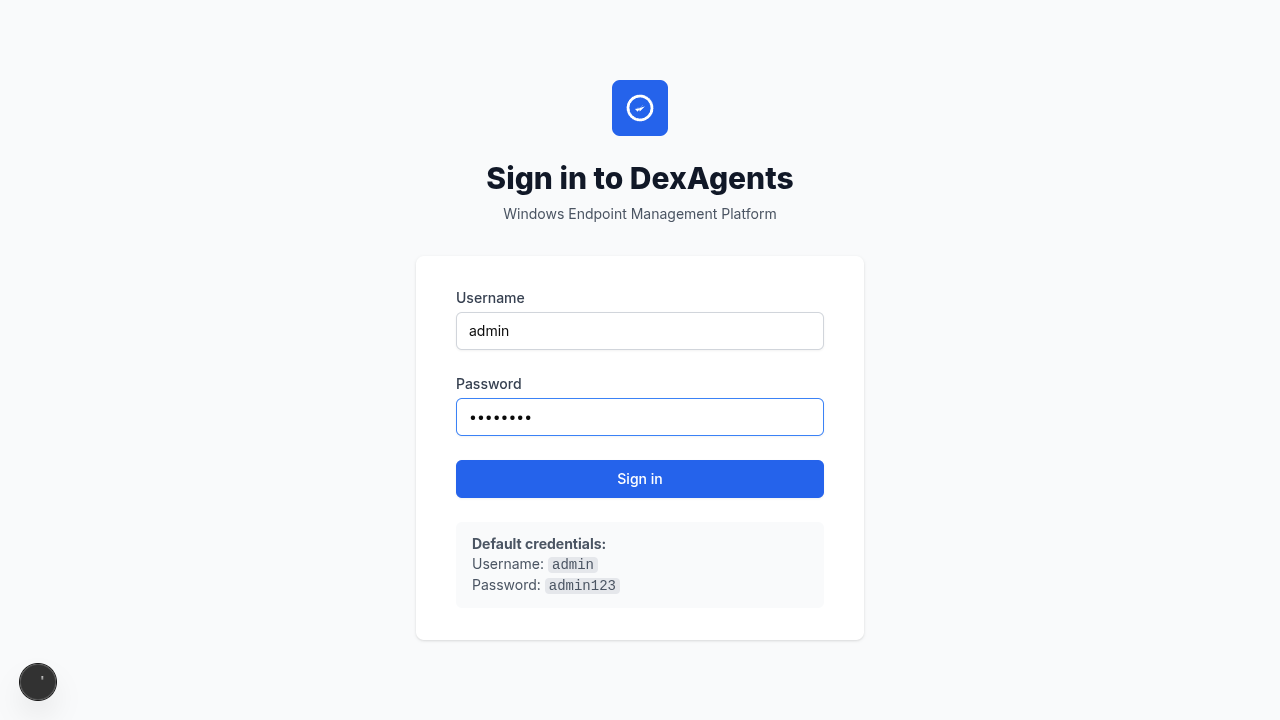 Sign in to DexAgents
Windows Endpoint Management Platform
Username
admin
Password
••••••••
Sign in
Default credentials:
Username: admin
Password: admin123